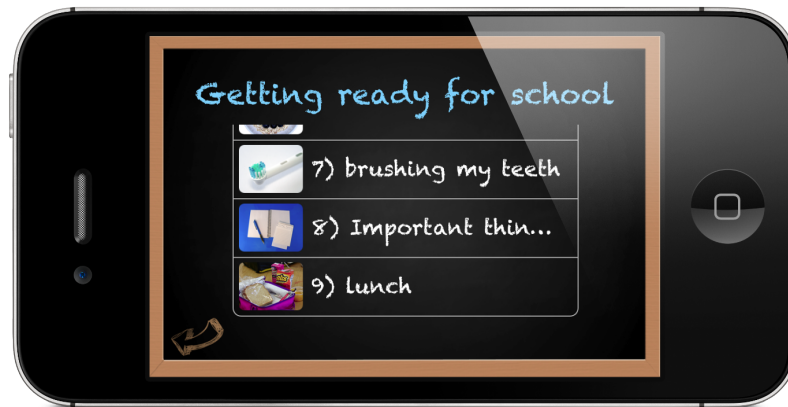 Getting ready for school
7) brushing my teeth
8) Important thin...
9) lunch